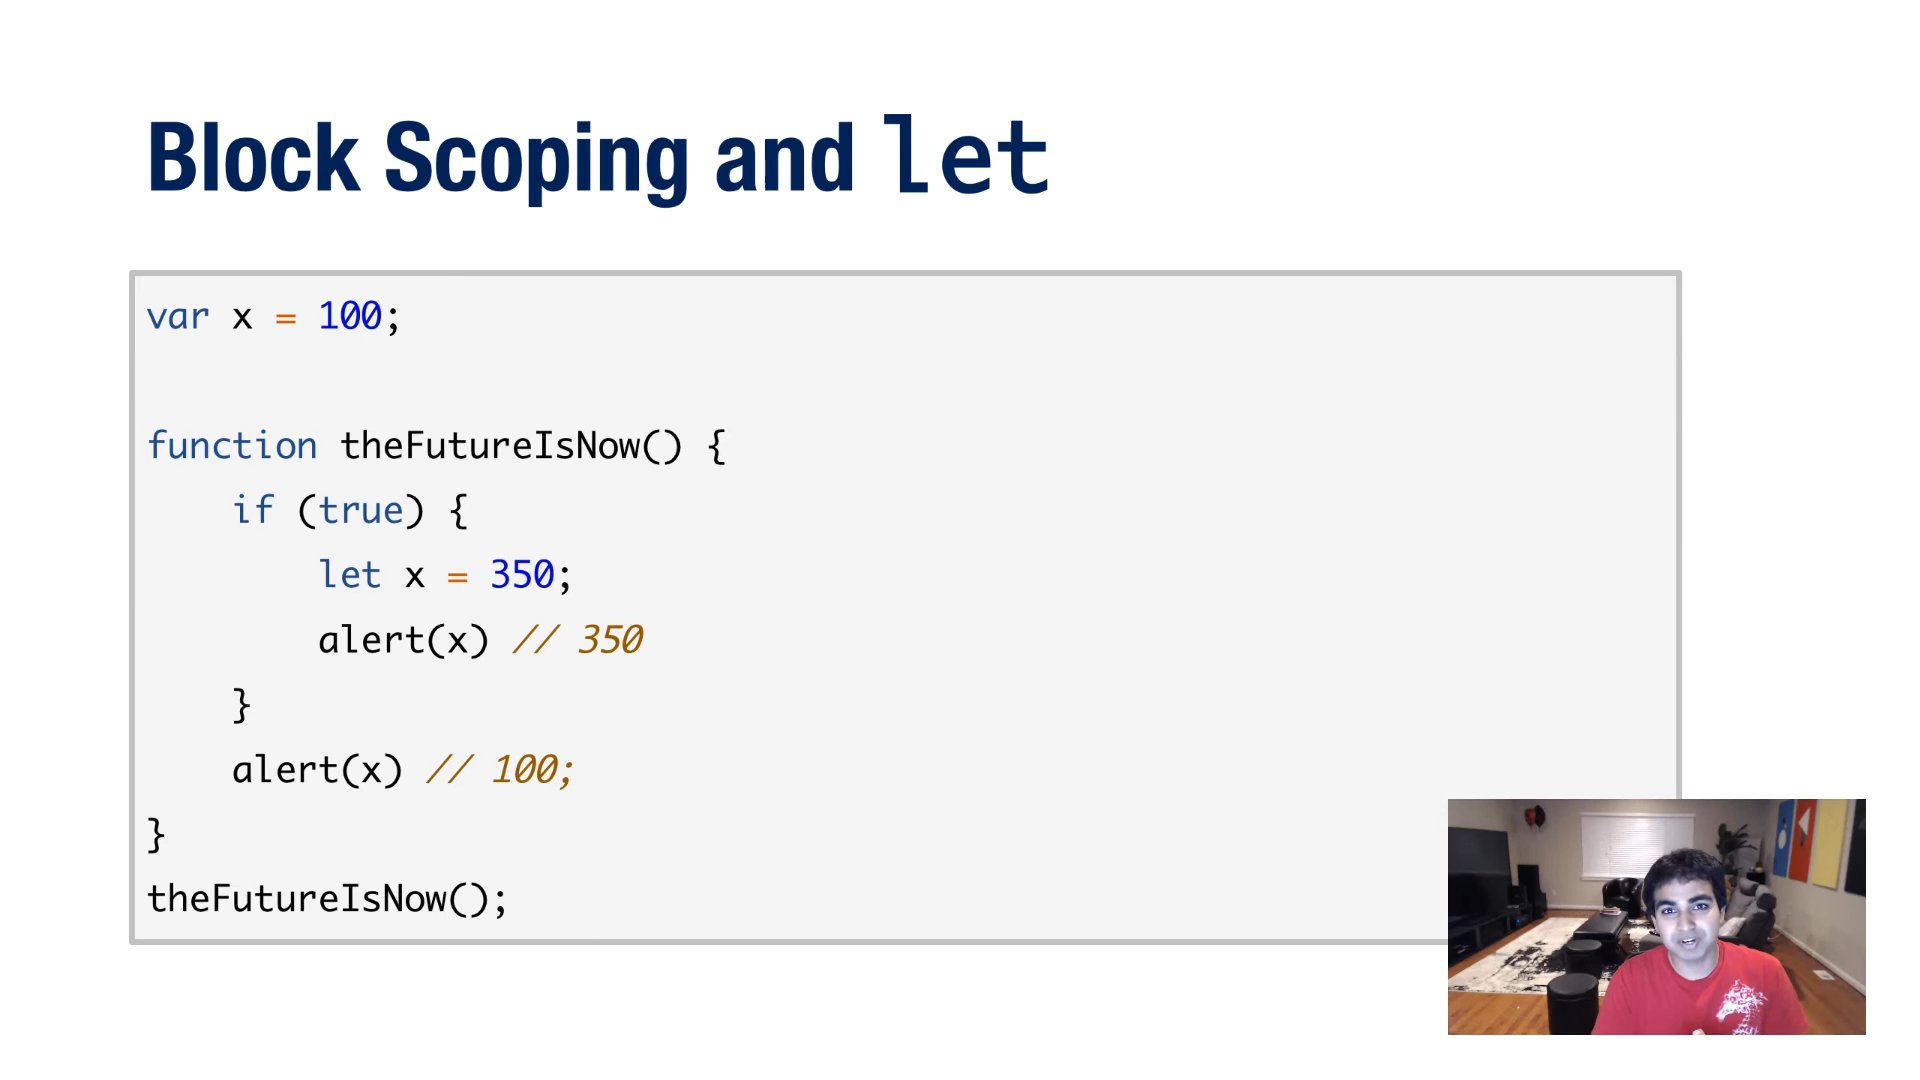 Block Scoping and let
var x = 100;
function theFutureIsNow() {
    if (true) {
        let x = 350;
        alert(x) // 350
    }
    alert(x) // 100;
}
theFutureIsNow();